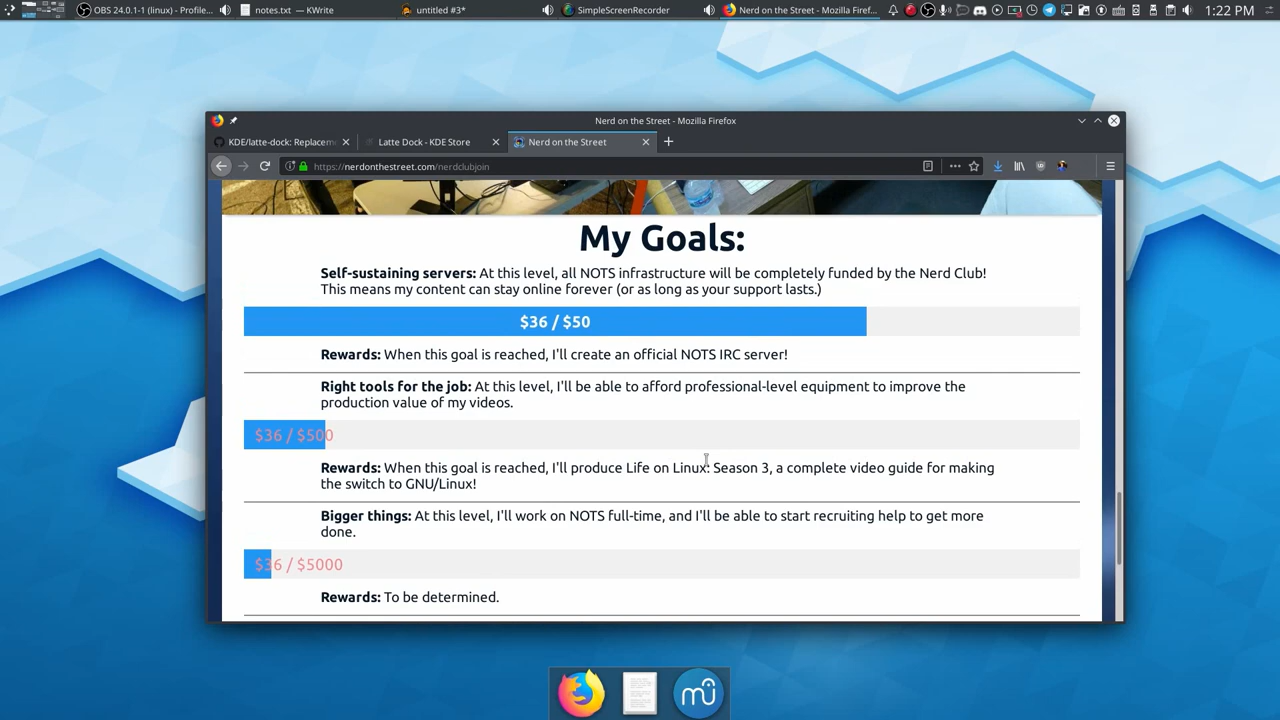 OBS 24.0.1-1 (linux) - Profile...
notes.txt — KWrite
untitled #3*
SimpleScreenRecorder
Nerd on the Street - Mozilla Firef...
1:22 PM
Nerd on the Street - Mozilla Firefox
KDE/latte-dock: Replacem
Latte Dock - KDE Store
Nerd on the Street
https://nerdonthestreet.com/nerdclubjoin
My Goals:
Self-sustaining servers: At this level, all NOTS infrastructure will be completely funded by the Nerd Club!
This means my content can stay online forever (or as long as your support lasts.)
$36 / $50
Rewards: When this goal is reached, I'll create an official NOTS IRC server!
Right tools for the job: At this level, I'll be able to afford professional-level equipment to improve the
production value of my videos.
$36 / $500
Rewards: When this goal is reached, I'll produce Life on Linux: Season 3, a complete video guide for making
the switch to GNU/Linux!
Bigger things: At this level, I'll work on NOTS full-time, and I'll be able to start recruiting help to get more
done.
$36 / $5000
Rewards: To be determined.